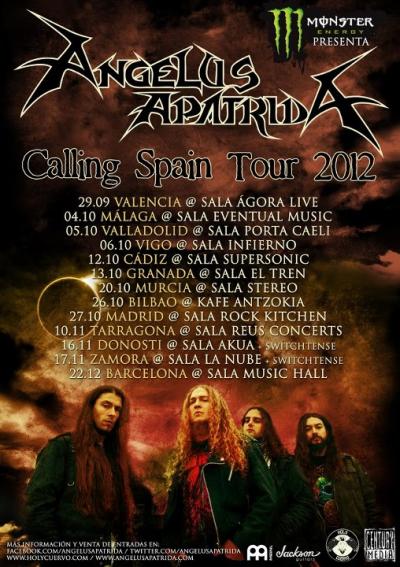 MONSTER
ENERGY
PRESENTA
ANGELUS
APATRIDA
Calling Spain Tour 2012
29.09 VALENCIA @ SALA ÁGORA LIVE
04.10 MÁLAGA @ SALA EVENTUAL MUSIC
05.10 VALLADOLID @ SALA PORTA CAELI
06.10 VIGO @ SALA INFIERNO
12.10 CÁDIZ @ SALA SUPERSONIC
13.10 GRANADA @ SALA EL TREN
20.10 MURCIA @ SALA STEREO
26.10 BILBAO @ KAFE ANTZOKIA
27.10 MADRID @ SALA ROCK KITCHEN
10.11 TARRAGONA @ SALA REUS CONCERTS
16.11 DONOSTI @ SALA AKUA + SWITCHTENSE
17.11 ZAMORA @ SALA LA NUBE + SWITCHTENSE
22.12 BARCELONA @ SALA MUSIC HALL
MÁS INFORMACIÓN Y VENTA DE ENTRADAS EN:
FACEBOOK.COM/ANGELUSAPATRIDA / TWITTER.COM/ANGELUSAPATRIDA
WWW.HOLYCUERVO.COM / WWW.ANGELUSAPATRIDA.COM
MEINL
Jackson
guitars
CENTURY
MEDIA